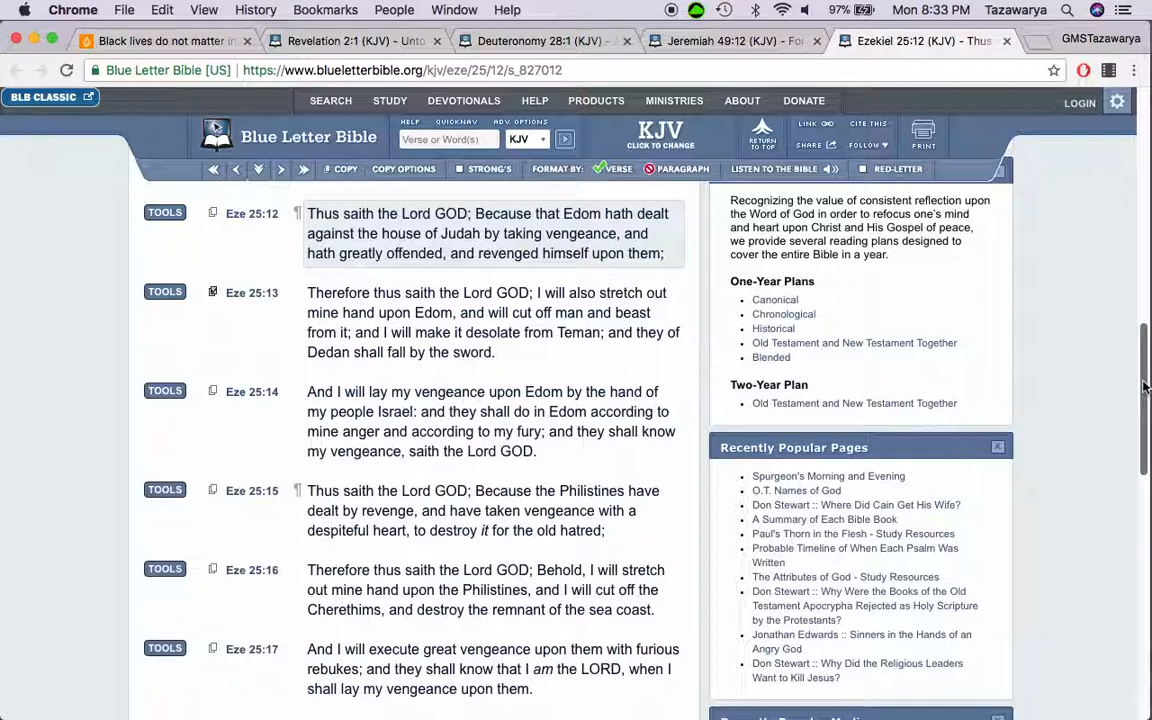 Chrome File Edit View History Bookmarks People Window Help 97% Mon 8:33 PM Tazawarya
Black lives do not matter in Revelation 2:1 (KJV) - Unto Deuteronomy 28:1 (KJV) - Jeremiah 49:12 (KJV) - For Ezekiel 25:12 (KJV) - Thus GMSTazawarya
Blue Letter Bible [US] https://www.blueletterbible.org/kjv/eze/25/12/s_827012
BLB CLASSIC SEARCH STUDY DEVOTIONALS HELP PRODUCTS MINISTRIES ABOUT DONATE LOGIN
HELP QUICKNAV ADV. OPTIONS
Blue Letter Bible Verse or Word(s) KJV
KJV
CLICK TO CHANGE
RETURN
TO TOP
LINK CITE THIS
SHARE FOLLOW PRINT
COPY COPY OPTIONS STRONG'S FORMAT BY: VERSE PARAGRAPH LISTEN TO THE BIBLE RED-LETTER
TOOLS Eze 25:12 ¶ Thus saith the Lord GOD; Because that Edom hath dealt
against the house of Judah by taking vengeance, and
hath greatly offended, and revenged himself upon them;
TOOLS Eze 25:13 Therefore thus saith the Lord GOD; I will also stretch out
mine hand upon Edom, and will cut off man and beast
from it; and I will make it desolate from Teman; and they of
Dedan shall fall by the sword.
TOOLS Eze 25:14 And I will lay my vengeance upon Edom by the hand of
my people Israel: and they shall do in Edom according to
mine anger and according to my fury; and they shall know
my vengeance, saith the Lord GOD.
TOOLS Eze 25:15 ¶ Thus saith the Lord GOD; Because the Philistines have
dealt by revenge, and have taken vengeance with a
despiteful heart, to destroy it for the old hatred;
TOOLS Eze 25:16 Therefore thus saith the Lord GOD; Behold, I will stretch
out mine hand upon the Philistines, and I will cut off the
Cherethims, and destroy the remnant of the sea coast.
TOOLS Eze 25:17 And I will execute great vengeance upon them with furious
rebukes; and they shall know that I am the LORD, when I
shall lay my vengeance upon them.
Recognizing the value of consistent reflection upon
the Word of God in order to refocus one's mind
and heart upon Christ and His Gospel of peace,
we provide several reading plans designed to
cover the entire Bible in a year.
One-Year Plans
Canonical
Chronological
Historical
Old Testament and New Testament Together
Blended
Two-Year Plan
Old Testament and New Testament Together
Recently Popular Pages
Spurgeon's Morning and Evening
O.T. Names of God
Don Stewart :: Where Did Cain Get His Wife?
A Summary of Each Bible Book
Paul's Thorn in the Flesh - Study Resources
Probable Timeline of When Each Psalm Was
Written
The Attributes of God - Study Resources
Don Stewart :: Why Were the Books of the Old
Testament Apocrypha Rejected as Holy Scripture
by the Protestants?
Jonathan Edwards :: Sinners in the Hands of an
Angry God
Don Stewart :: Why Did the Religious Leaders
Want to Kill Jesus?